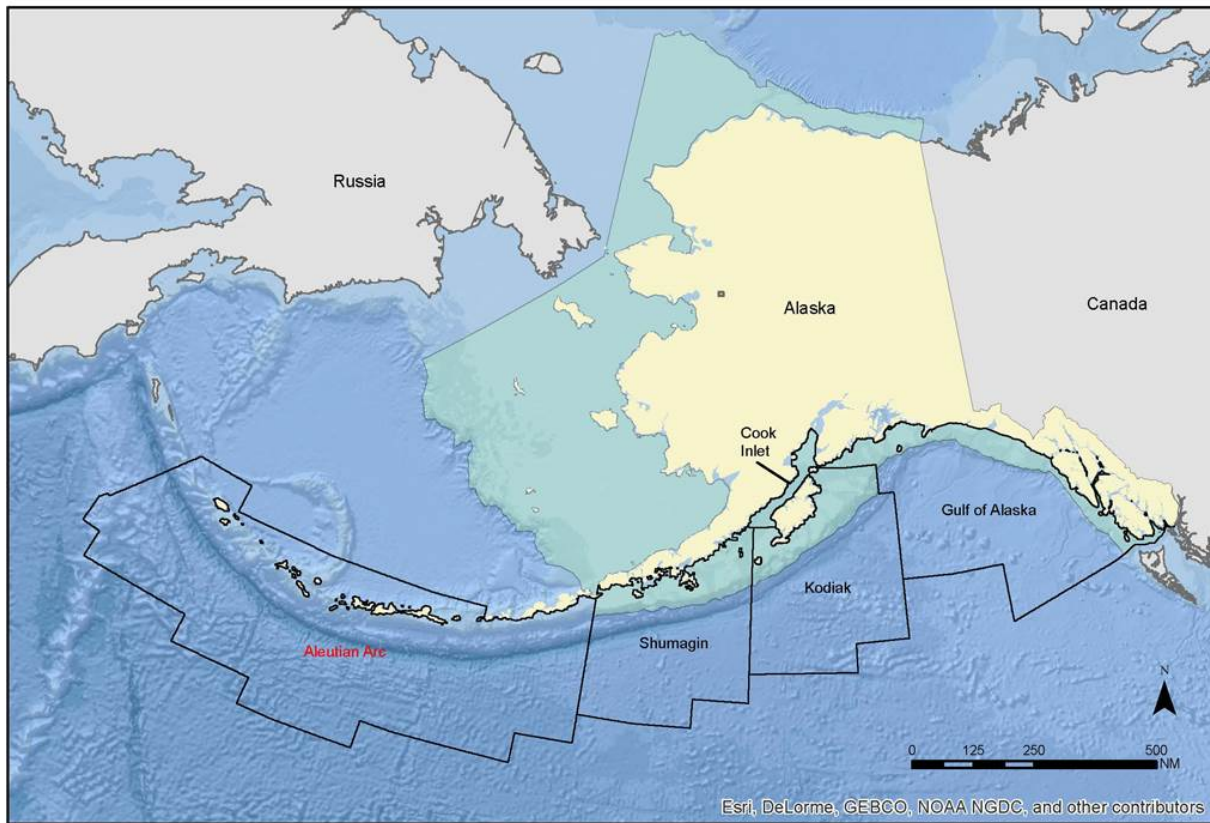 Russia
Alaska
Canada
Cook
Inlet
Gulf of Alaska
Kodiak
Shumagin
Aleutian Arc
N
0 125 250 500
NM
Esri, DeLorme, GEBCO, NOAA NGDC, and other contributors